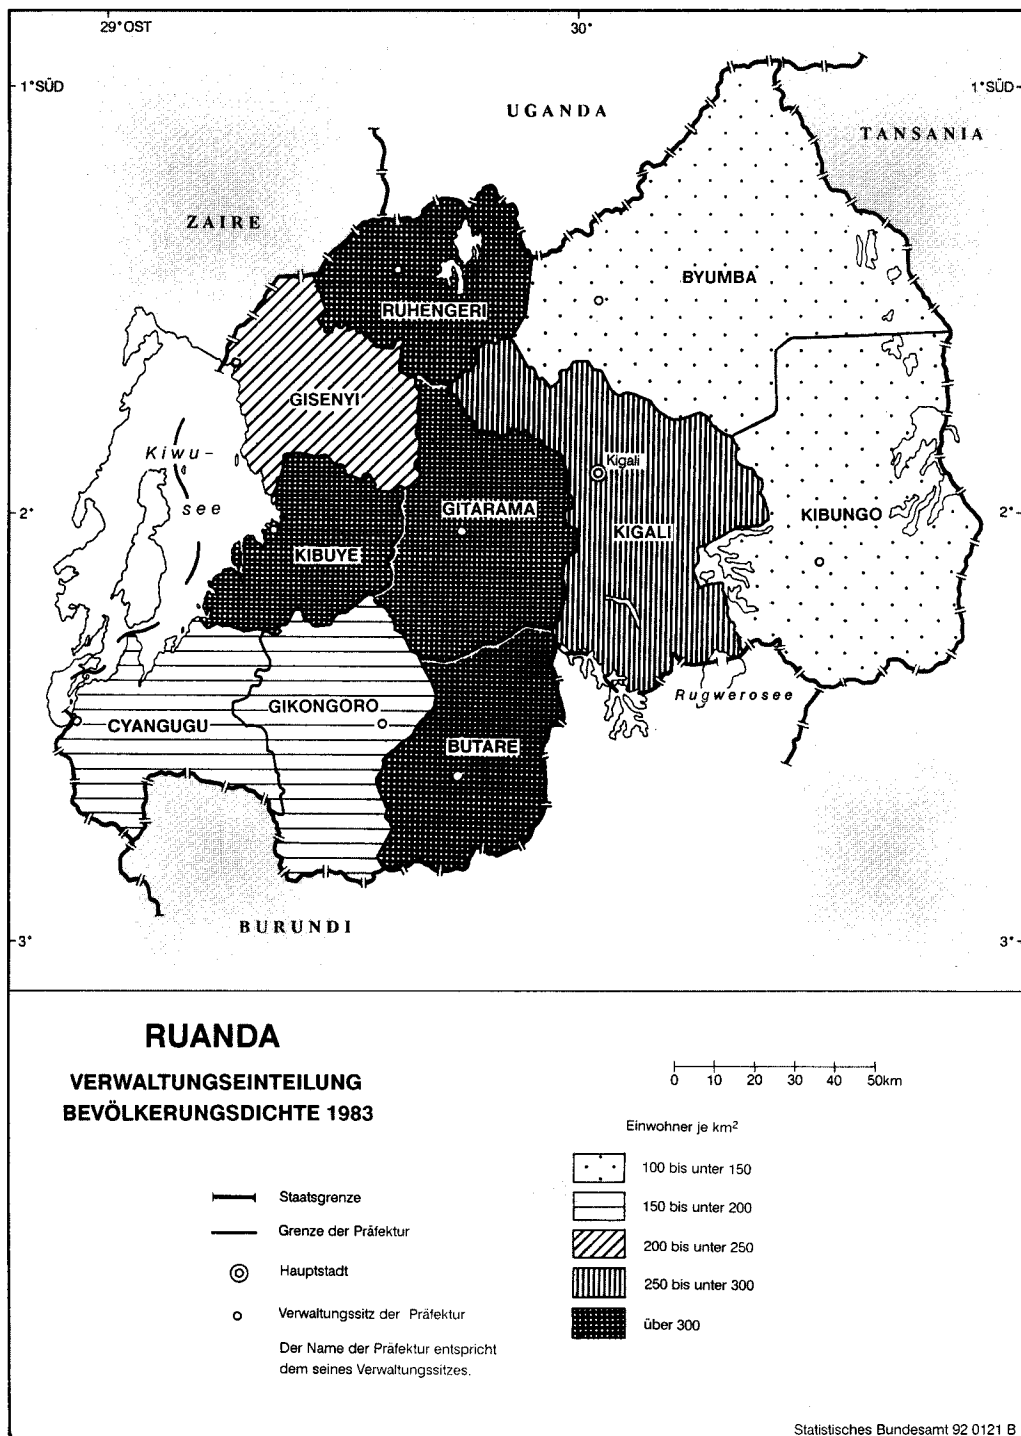 29° OST
30°
1° SÜD
1° SÜD
UGANDA
TANSANIA
ZAIRE
BYUMBA
RUHENGERI
GISENYI
Kiwu-
see
Kigali
2°
2°
GITARAMA
KIBUNGO
KIGALI
KIBUYE
Rugwerosee
GIKONGORO
CYANGUGU
BUTARE
BURUNDI
3°
3°
RUANDA
VERWALTUNGSEINTEILUNG
BEVÖLKERUNGSDICHTE 1983
0 10 20 30 40 50km
Einwohner je km²
100 bis unter 150
150 bis unter 200
200 bis unter 250
250 bis unter 300
über 300
Staatsgrenze
Grenze der Präfektur
Hauptstadt
Verwaltungssitz der Präfektur
Der Name der Präfektur entspricht
dem seines Verwaltungssitzes.
Statistisches Bundesamt 92 0121 B